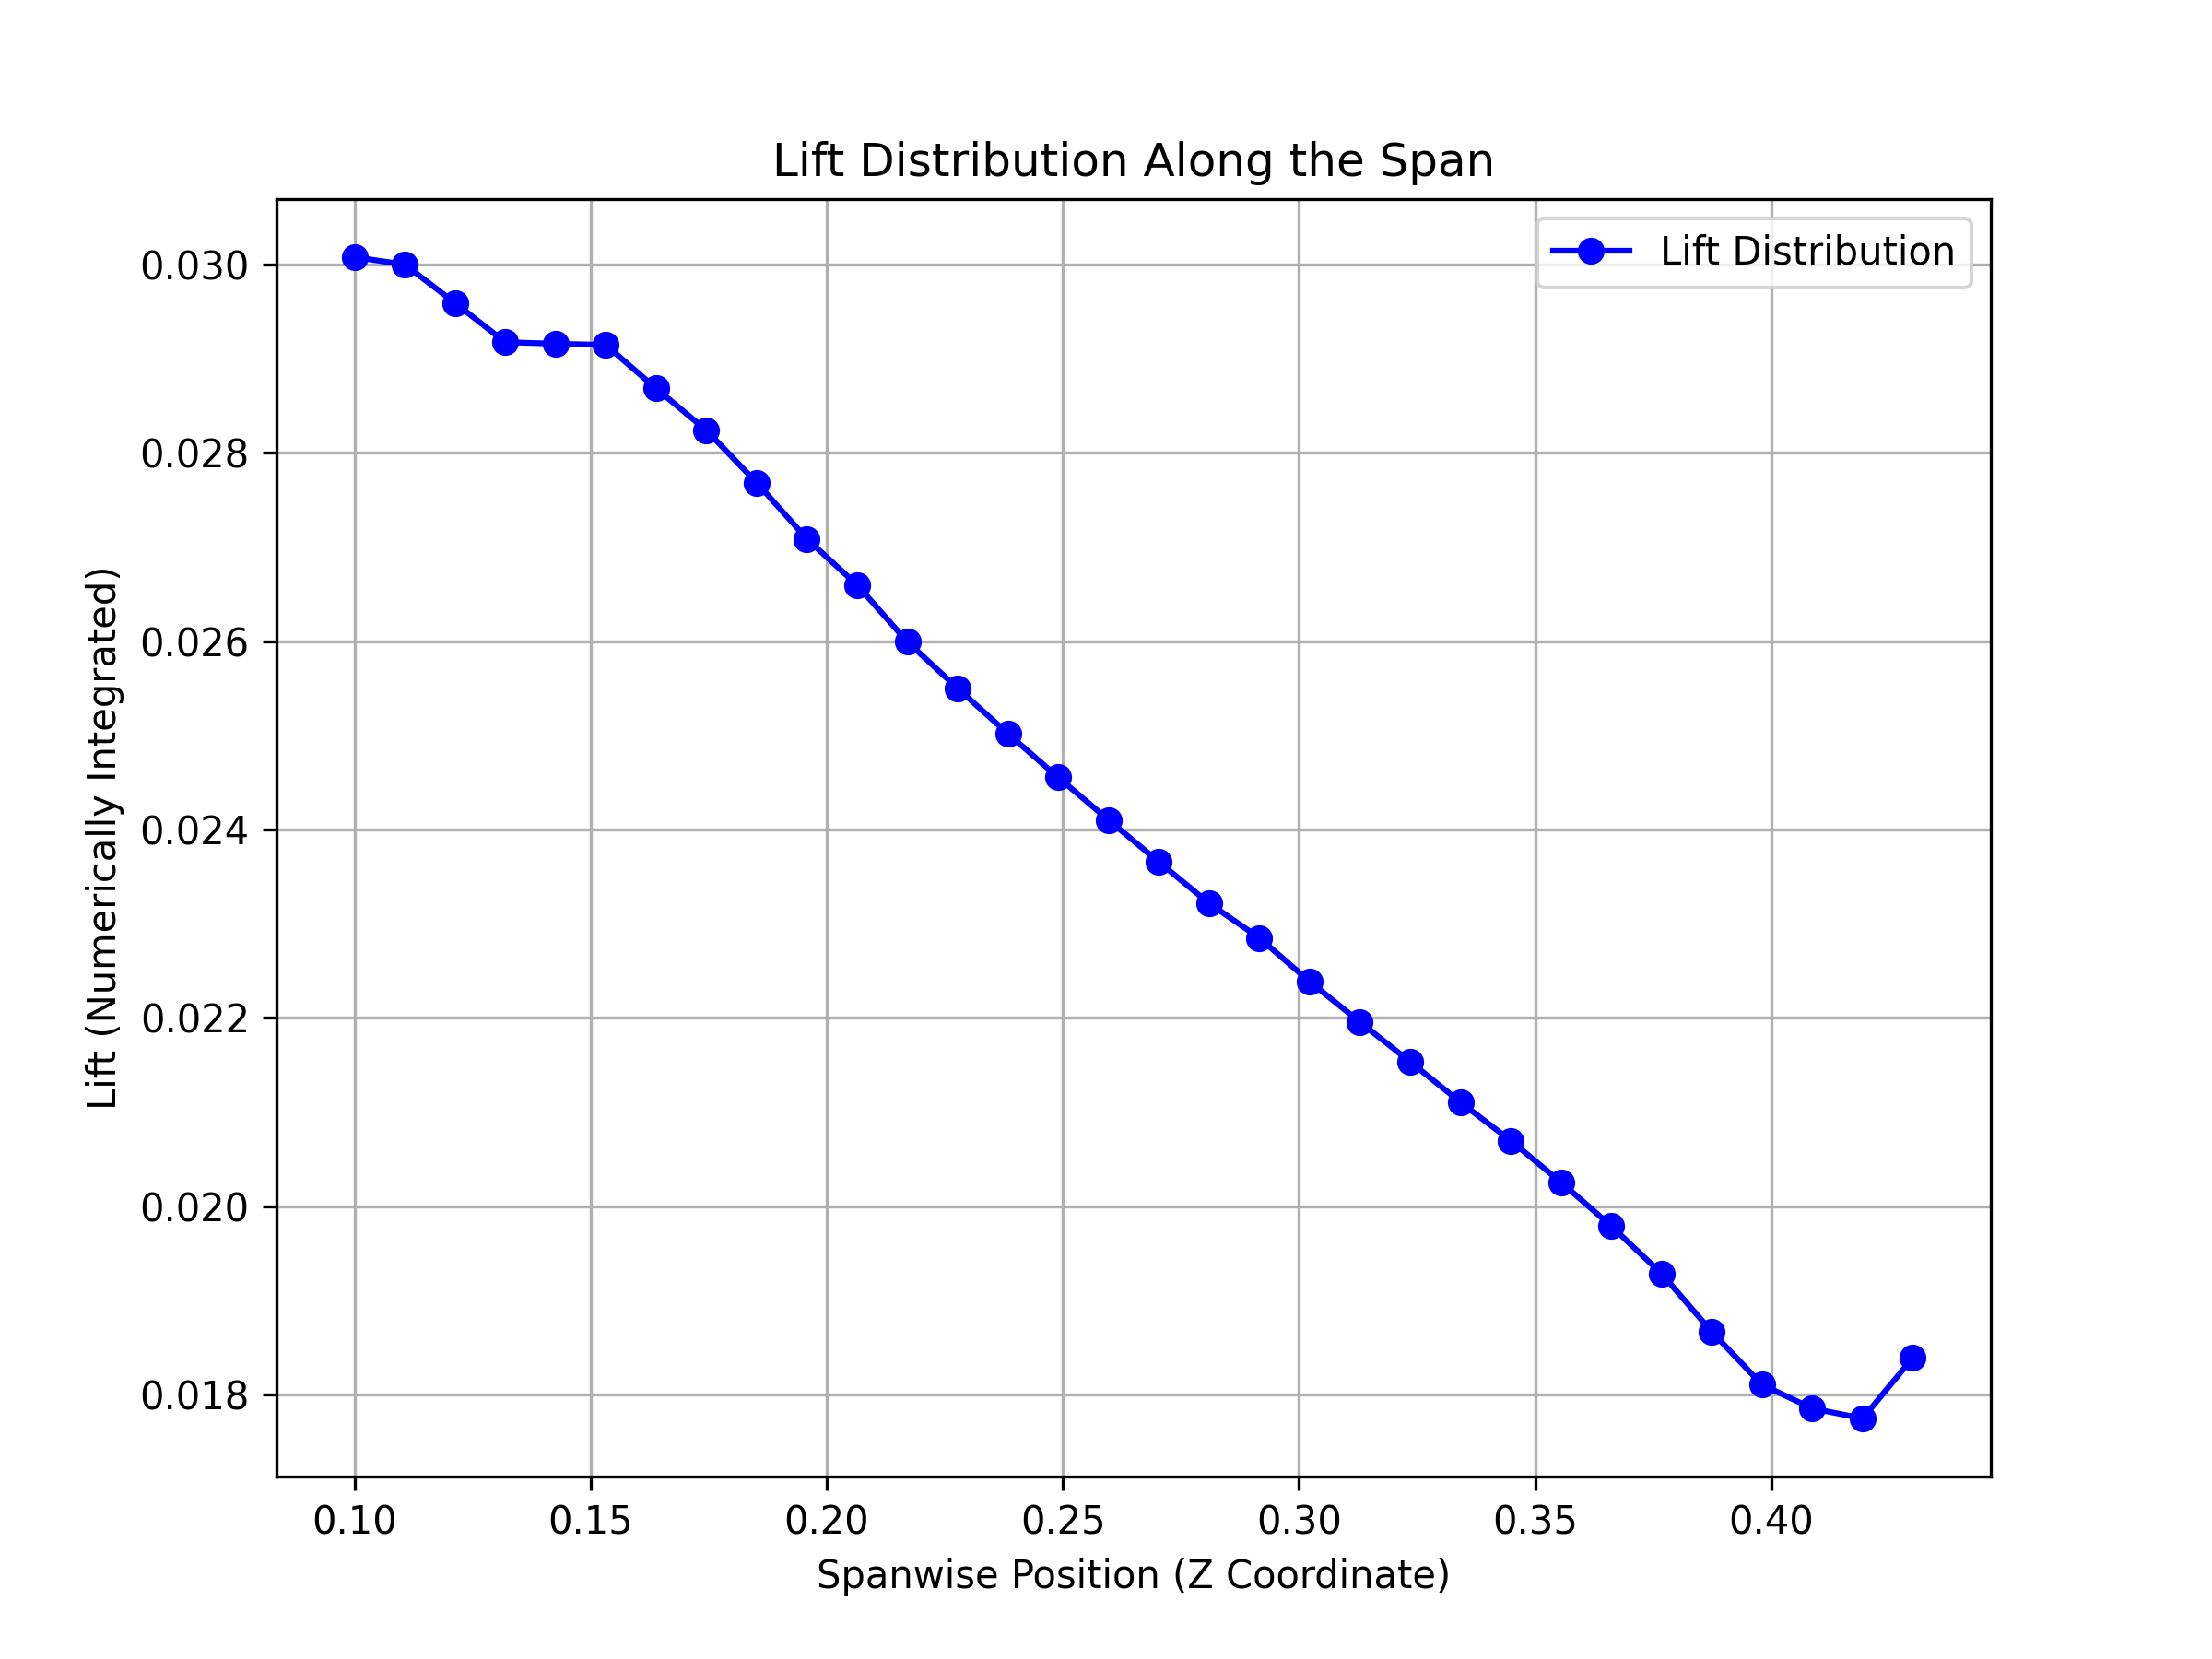 Lift Distribution Along the Span
Lift Distribution
0.030
0.028
0.026
0.024
0.022
0.020
0.018
Lift (Numerically Integrated)
0.10 0.15 0.20 0.25 0.30 0.35 0.40
Spanwise Position (Z Coordinate)